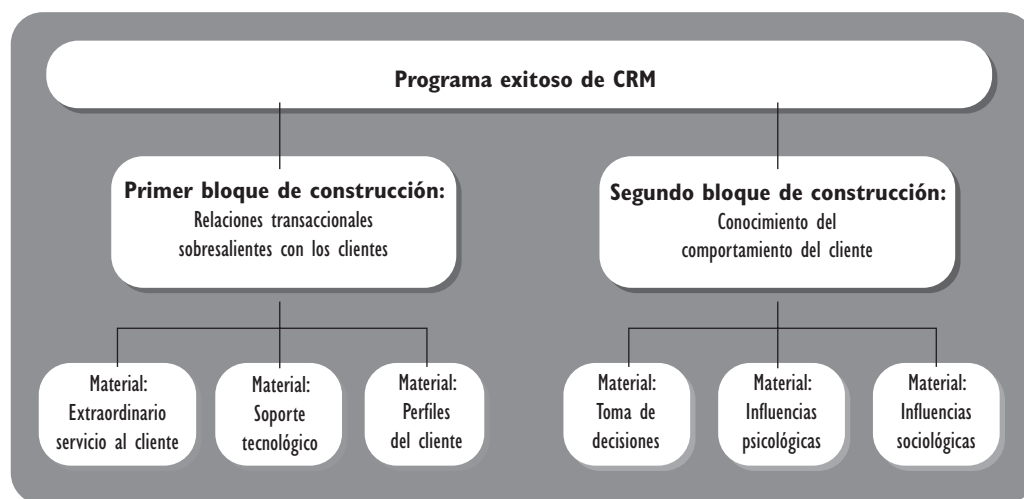 Programa exitoso de CRM
Primer bloque de construcción:
Relaciones transaccionales
sobresalientes con los clientes
Segundo bloque de construcción:
Conocimiento del
comportamiento del cliente
Material:
Extraordinario
servicio al cliente
Material:
Soporte
tecnológico
Material:
Perfiles
del cliente
Material:
Toma de
decisiones
Material:
Influencias
psicológicas
Material:
Influencias
sociológicas